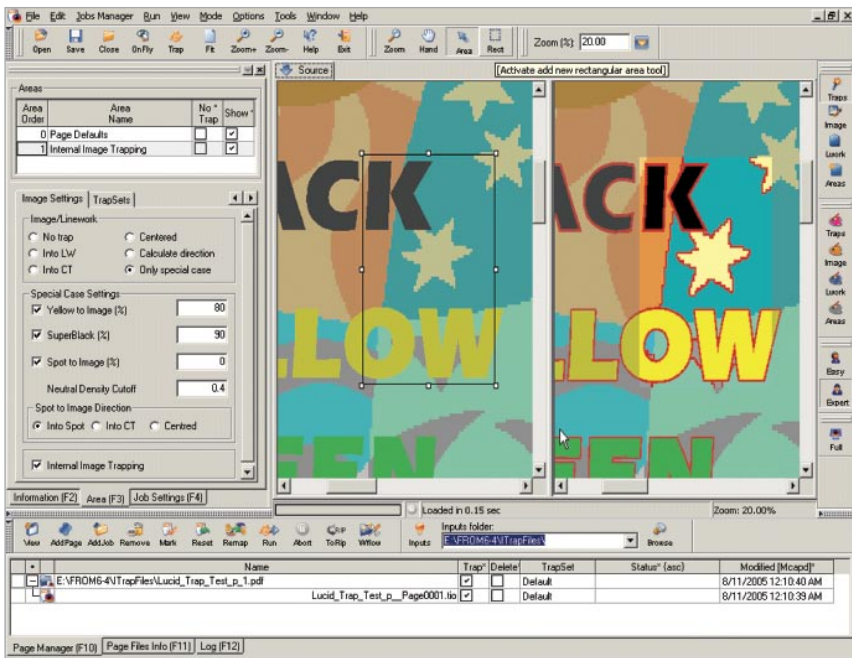 File Edit Jobs Manager Run View Mode Options Tools Window Help
Open Save Close OnFly Trap Fit Zoom+ Zoom- Help Exit Zoom Hand Area Rect Zoom (%): 20.00
Source [Activate add new rectangular area tool]
Areas
Area Order Area Name No * Trap Show *
0 Page Defaults
1 Internal Image Trapping
Image Settings TrapSets
Image/Linework
No trap Centered
Into LW Calculate direction
Into CT Only special case
Special Case Settings
Yellow to Image (%) 80
SuperBlack (%) 90
Spot to Image (%) 0
Neutral Density Cutoff 0.4
Spot to Image Direction
Into Spot Into CT Centred
Internal Image Trapping
Information (F2) Area (F3) Job Settings (F4)
ACK
LLOW
EEN
ACK
LLOW
EEN
Traps
Image
Lwork
Areas
Traps
Image
Lwork
Areas
Easy
Expert
Full
Loaded in 0.15 sec Zoom: 20.00%
View AddPage AddJob Remove Mark Reset Remap Run Abort ToRip Wflow Inputs Inputs folder: E:\FROM6-4\ITrapFiles\ Browse
Name Trap* Delete* TrapSet Status* (asc) Modified [Mcapd]*
E:\FROM6-4\ITrapFiles\Lucid_Trap_Test_p_1.pdf Default 8/11/2005 12:10:40 AM
Lucid_Trap_Test_p__Page0001.tio Default 8/11/2005 12:10:39 AM
Page Manager (F10) Page Files Info (F11) Log (F12)